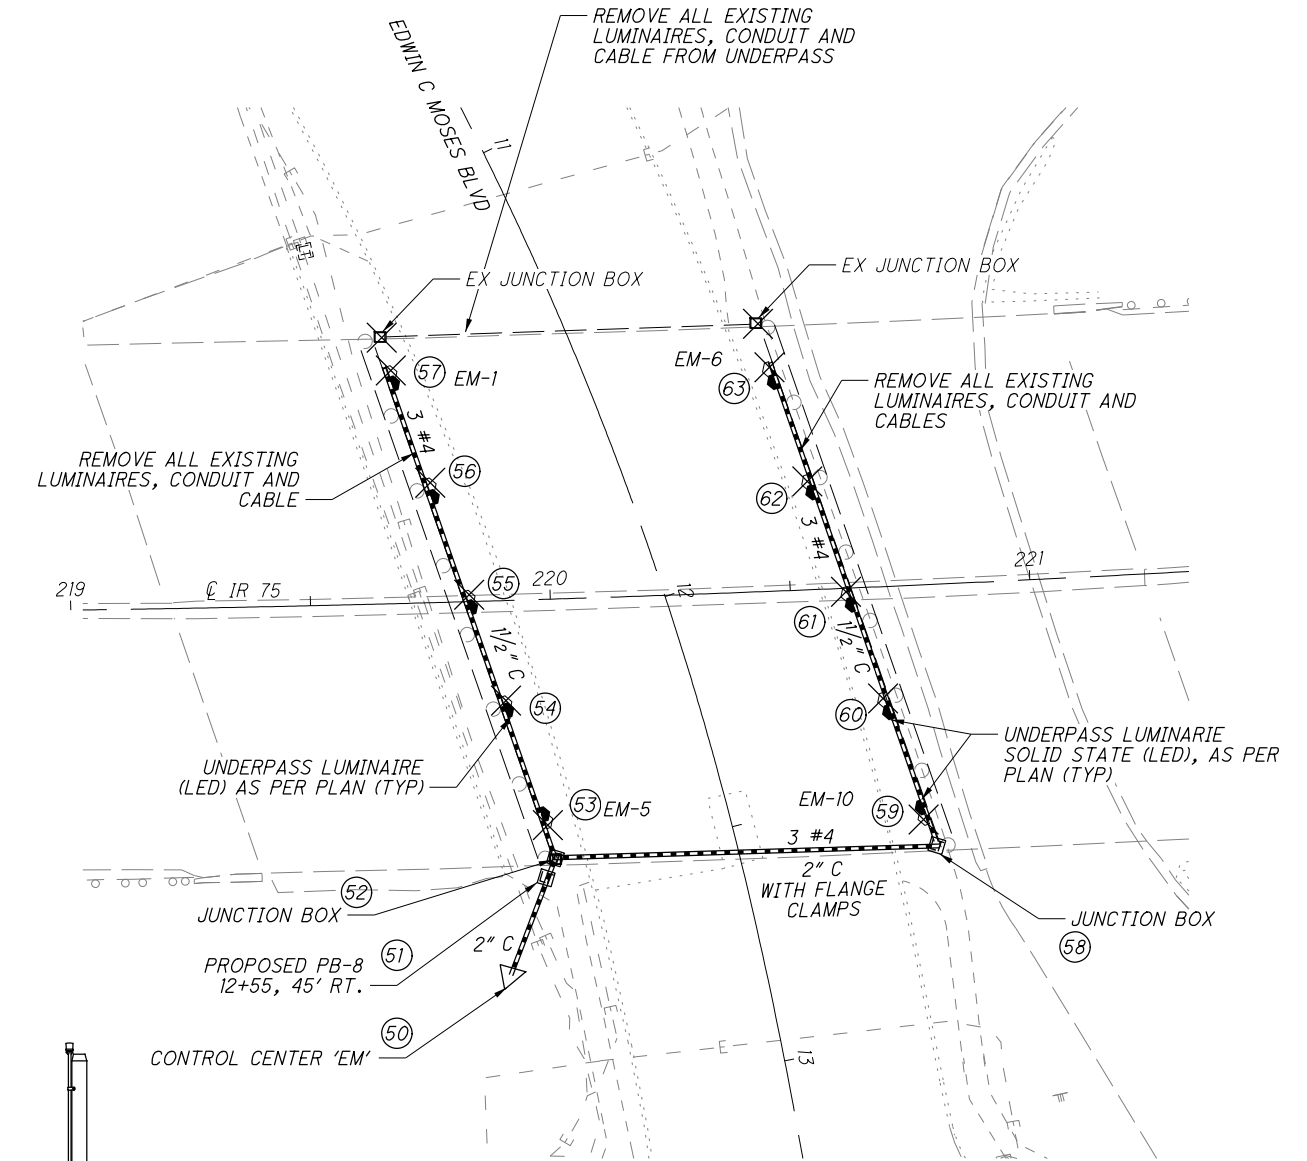 REMOVE ALL EXISTING
LUMINAIRES, CONDUIT AND
CABLE FROM UNDERPASS
EDWIN C MOSES BLVD
11
E
E
EX JUNCTION BOX
EX JUNCTION BOX
EM-6
57
EM-1
63
REMOVE ALL EXISTING
LUMINAIRES, CONDUIT AND
CABLES
3 #4
REMOVE ALL EXISTING
LUMINAIRES, CONDUIT AND
CABLE
56
62
3 #4
E
219
℄ IR 75
55
220
12
221
61
1½" C
1½" C
54
60
UNDERPASS LUMINAIRE
(LED) AS PER PLAN (TYP)
UNDERPASS LUMINARIE
SOLID STATE (LED), AS PER
PLAN (TYP)
53
EM-5
EM-10
59
3 #4
2" C
WITH FLANGE
CLAMPS
52
JUNCTION BOX
JUNCTION BOX
58
2" C
51
PROPOSED PB-8
12+55, 45' RT.
50
CONTROL CENTER 'EM'
E
13
E
E
E
E